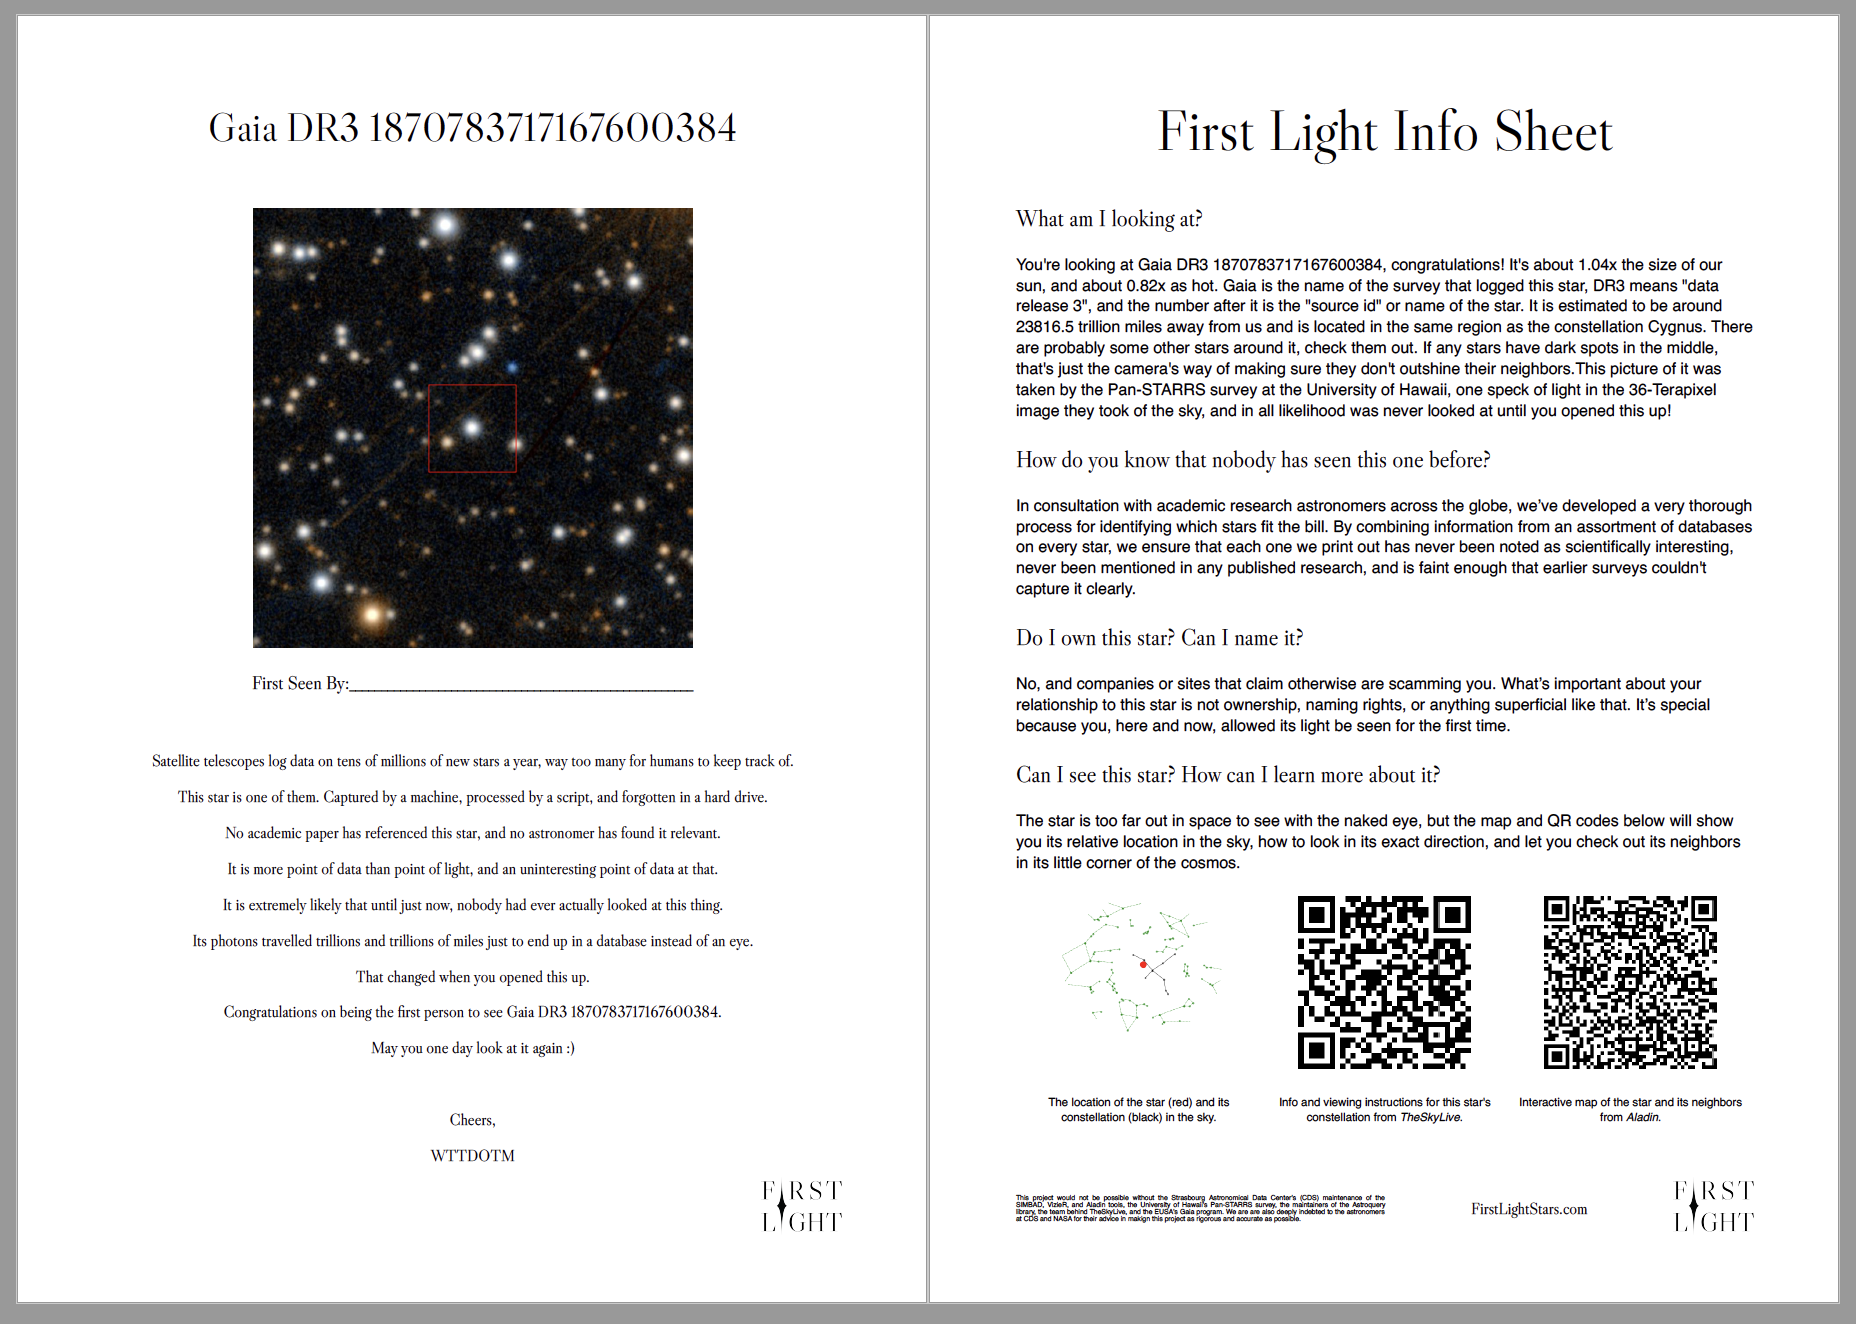 Gaia DR3 1870783717167600384
First Seen By:
Satellite telescopes log data on tens of millions of new stars a year, way too many for humans to keep track of.
This star is one of them. Captured by a machine, processed by a script, and forgotten in a hard drive.
No academic paper has referenced this star, and no astronomer has found it relevant.
It is more point of data than point of light, and an uninteresting point of data at that.
It is extremely likely that until just now, nobody had ever actually looked at this thing.
Its photons travelled trillions and trillions of miles just to end up in a database instead of an eye.
That changed when you opened this up.
Congratulations on being the first person to see Gaia DR3 1870783717167600384.
May you one day look at it again :)
Cheers,
WTTDOTM
FIRST
LIGHT
First Light Info Sheet
What am I looking at?
You're looking at Gaia DR3 1870783717167600384, congratulations! It's about 1.04x the size of our
sun, and about 0.82x as hot. Gaia is the name of the survey that logged this star, DR3 means "data
release 3", and the number after it is the "source id" or name of the star. It is estimated to be around
23816.5 trillion miles away from us and is located in the same region as the constellation Cygnus. There
are probably some other stars around it, check them out. If any stars have dark spots in the middle,
that's just the camera's way of making sure they don't outshine their neighbors.This picture of it was
taken by the Pan-STARRS survey at the University of Hawaii, one speck of light in the 36-Terapixel
image they took of the sky, and in all likelihood was never looked at until you opened this up!
How do you know that nobody has seen this one before?
In consultation with academic research astronomers across the globe, we've developed a very thorough
process for identifying which stars fit the bill. By combining information from an assortment of databases
on every star, we ensure that each one we print out has never been noted as scientifically interesting,
never been mentioned in any published research, and is faint enough that earlier surveys couldn't
capture it clearly.
Do I own this star? Can I name it?
No, and companies or sites that claim otherwise are scamming you. What's important about your
relationship to this star is not ownership, naming rights, or anything superficial like that. It's special
because you, here and now, allowed its light be seen for the first time.
Can I see this star? How can I learn more about it?
The star is too far out in space to see with the naked eye, but the map and QR codes below will show
you its relative location in the sky, how to look in its exact direction, and let you check out its neighbors
in its little corner of the cosmos.
The location of the star (red) and its
constellation (black) in the sky.
Info and viewing instructions for this star's
constellation from TheSkyLive.
Interactive map of the star and its neighbors
from Aladin.
This project would not be possible without the Strasbourg Astronomical Data Center's (CDS) maintenance of the
SIMBAD, VizieR, and Aladin tools, the University of Hawaii's Pan-STARRS survey, the maintainers of the Astroquery
library, the team behind TheSkyLive, and the EUSA's Gaia program. We are are also deeply indebted to the astronomers
at CDS and NASA for their advice in makign this project as rigorous and accurate as possible.
FirstLightStars.com
FIRST
LIGHT